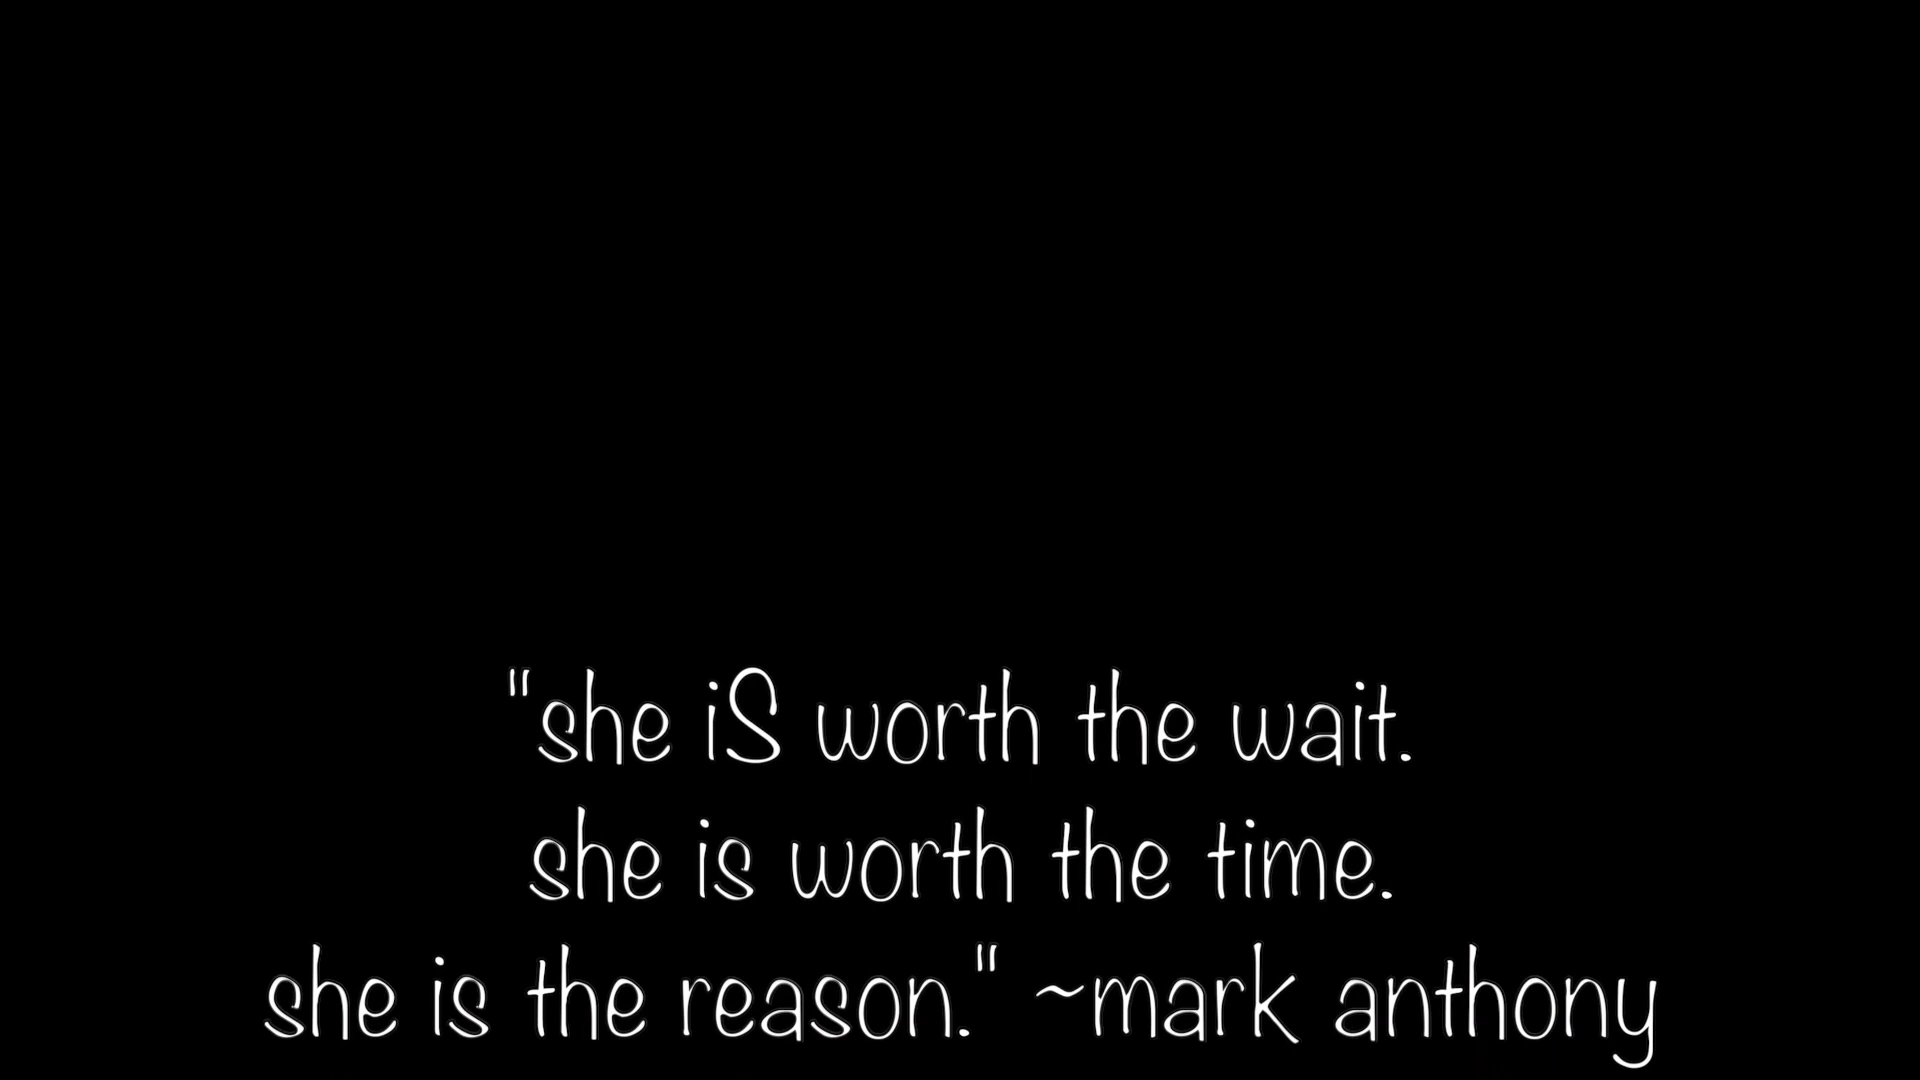 "she iS worth the wait.
she is worth the time.
she is the reason." ~mark anthony